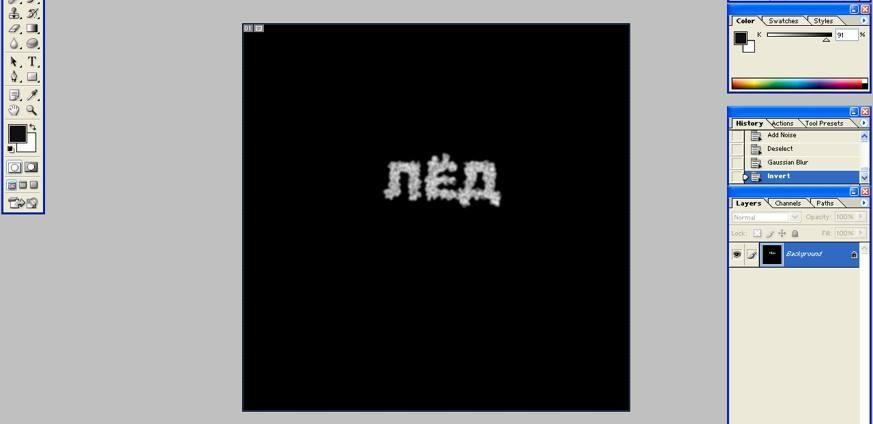 01
Color Swatches Styles
K 91 %
ЛЁД
History Actions Tool Presets
Add Noise
Deselect
Gaussian Blur
Invert
Layers Channels Paths
Normal Opacity: 100%
Lock: Fill: 100%
Background